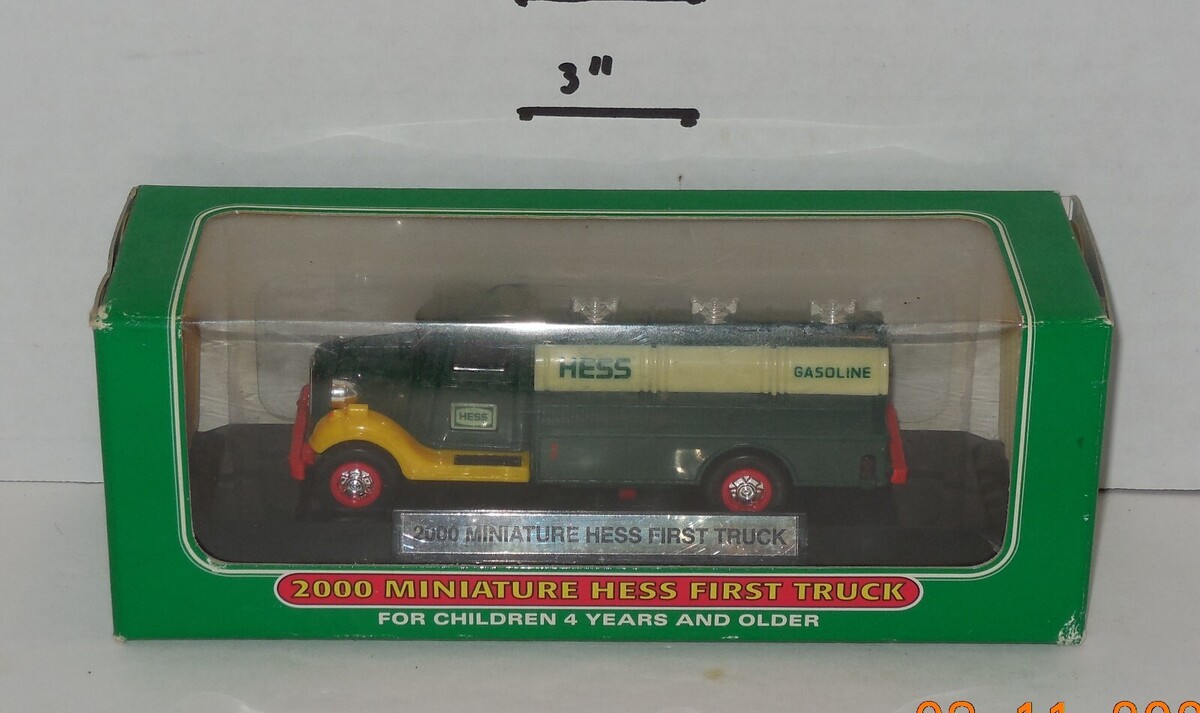 3"
HESS
GASOLINE
HESS
2000 MINIATURE HESS FIRST TRUCK
2000 MINIATURE HESS FIRST TRUCK
FOR CHILDREN 4 YEARS AND OLDER